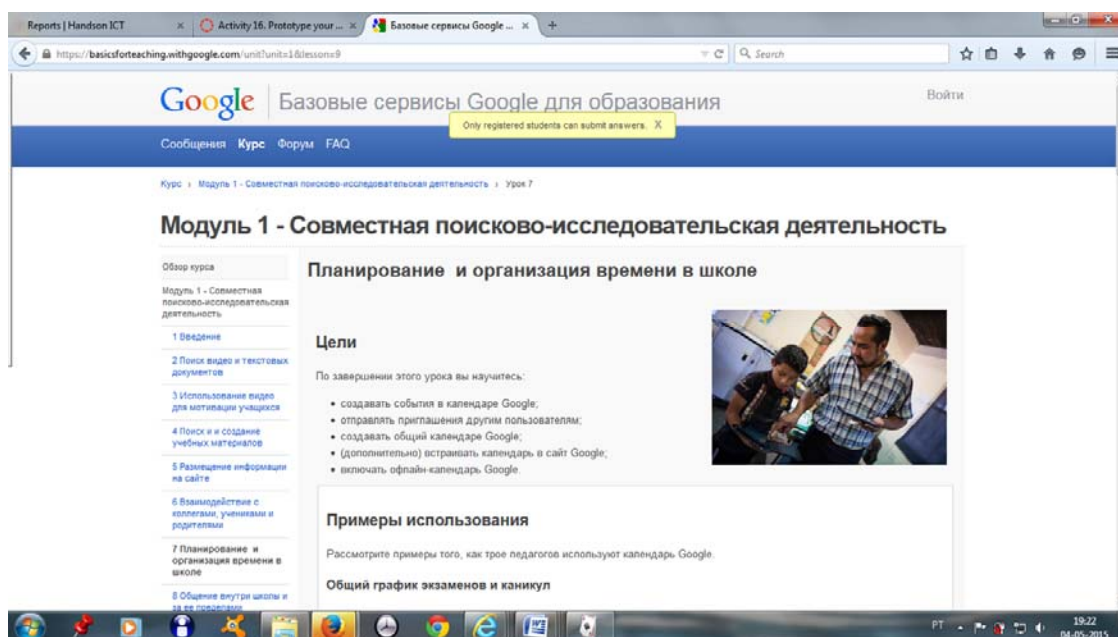 Reports | Handson ICT
Activity 16. Prototype your ...
Базовые сервисы Google ...
https://basicsforteaching.withgoogle.com/unit?unit=1&lesson=9
Search
Google
Базовые сервисы Google для образования
Войти
Only registered students can submit answers. X
Сообщения Курс Форум FAQ
Курс › Модуль 1 - Совместная поисково-исследовательская деятельность › Урок 7
Модуль 1 - Совместная поисково-исследовательская деятельность
Обзор курса
Модуль 1 - Совместная
поисково-исследовательская
деятельность
1 Введение
2 Поиск видео и текстовых
документов
3 Использование видео
для мотивации учащихся
4 Поиск и и создание
учебных материалов
5 Размещение информации
на сайте
6 Взаимодействие с
коллегами, учениками и
родителями
7 Планирование и
организация времени в
школе
8 Общение внутри школы и
за ее пределами
Планирование и организация времени в школе
Цели
По завершении этого урока вы научитесь:
• создавать события в календаре Google;
• отправлять приглашения другим пользователям;
• создавать общий календаре Google;
• (дополнительно) встраивать календарь в сайт Google;
• включать офлайн-календарь Google.
Примеры использования
Рассмотрите примеры того, как трое педагогов используют календарь Google.
Общий график экзаменов и каникул
PT
19:22
04-05-2015